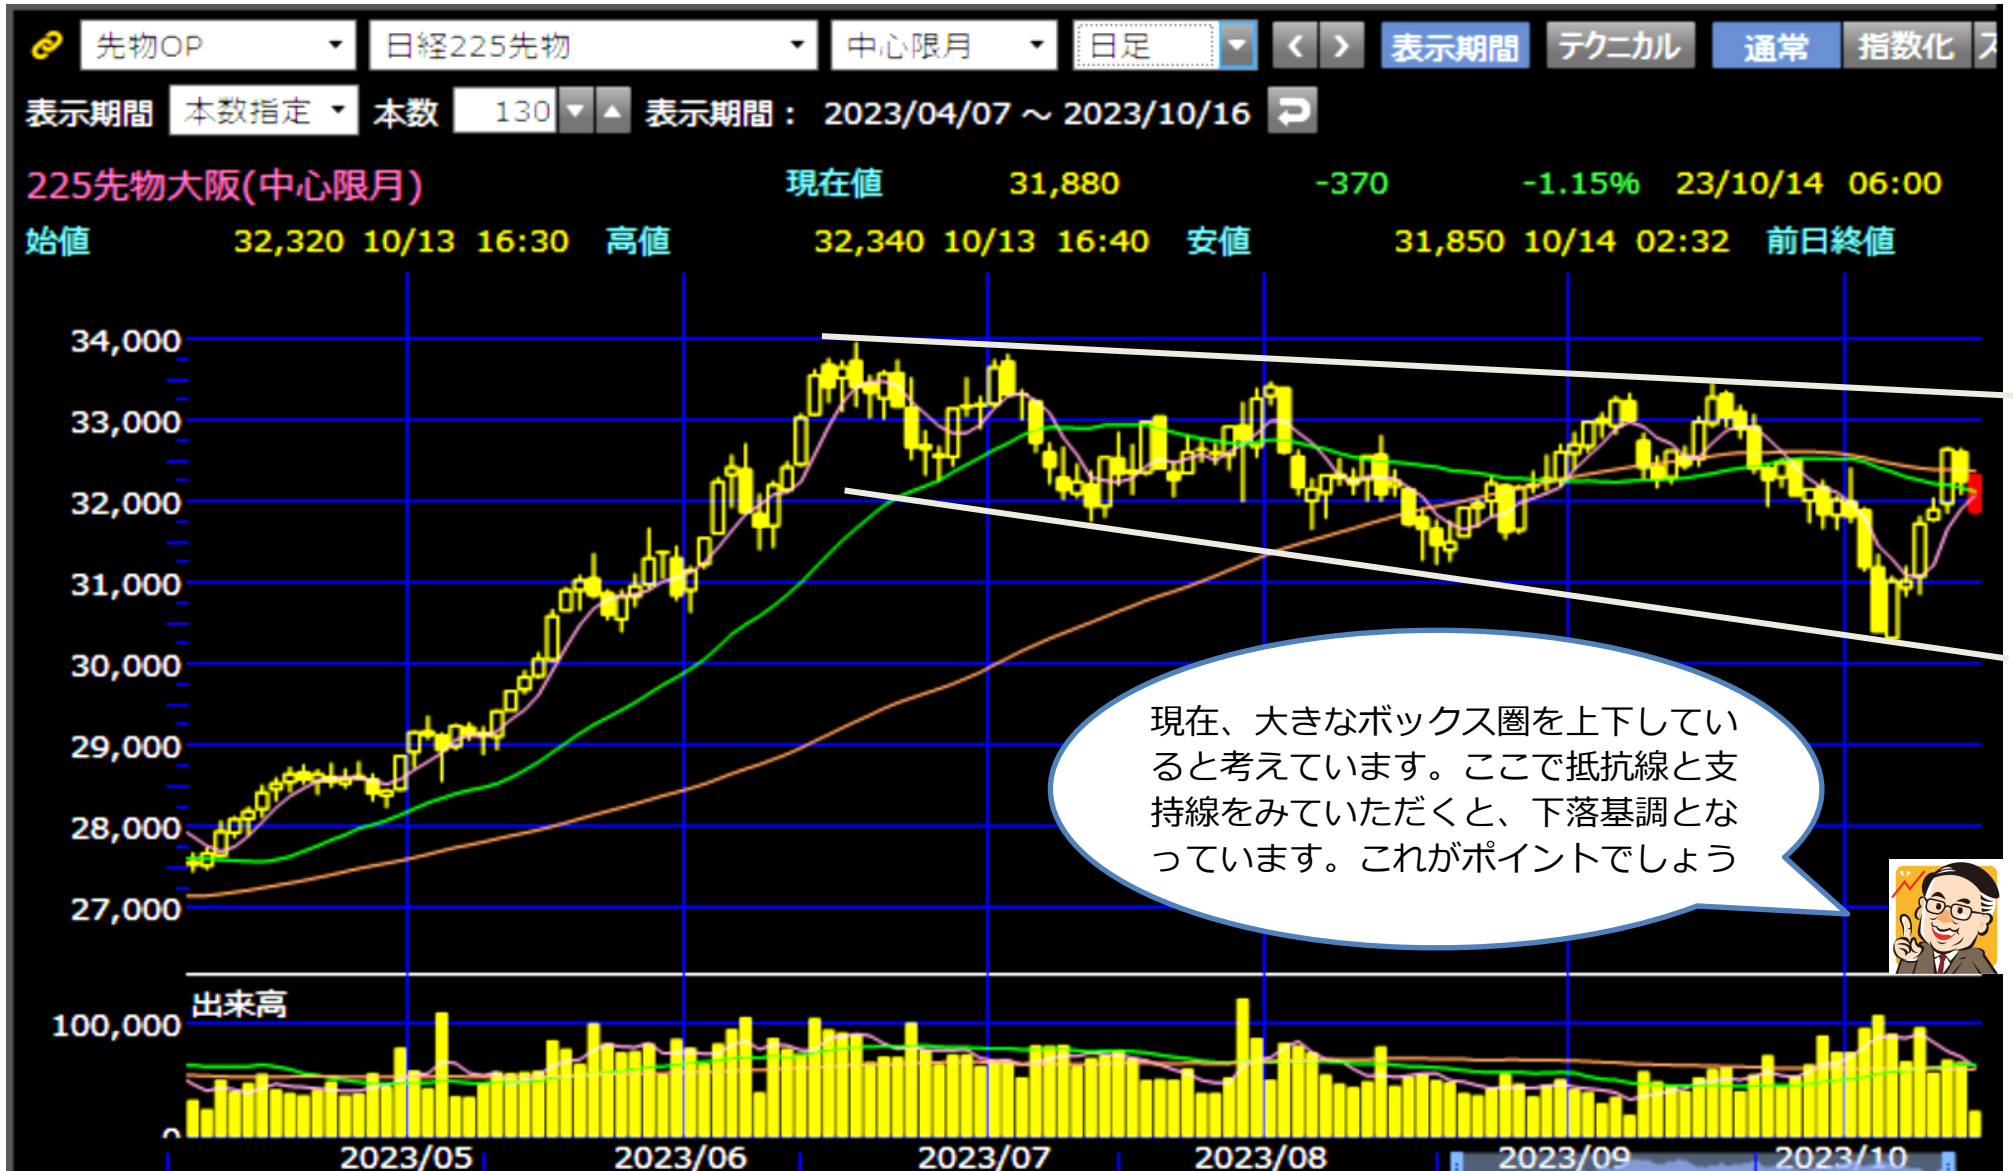 先物OP 日経225先物 中心限月 日足 表示期間 テクニカル 通常 指数化
表示期間 本数指定 本数 130 表示期間： 2023/04/07 ～ 2023/10/16
225先物大阪(中心限月) 現在値 31,880 -370 -1.15% 23/10/14 06:00
始値 32,320 10/13 16:30 高値 32,340 10/13 16:40 安値 31,850 10/14 02:32 前日終値
34,000
33,000
32,000
31,000
30,000
29,000
28,000
27,000
現在、大きなボックス圏を上下してい
ると考えています。ここで抵抗線と支
持線をみていただくと、下落基調とな
っています。これがポイントでしょう
出来高
100,000
0
2023/05 2023/06 2023/07 2023/08 2023/09 2023/10